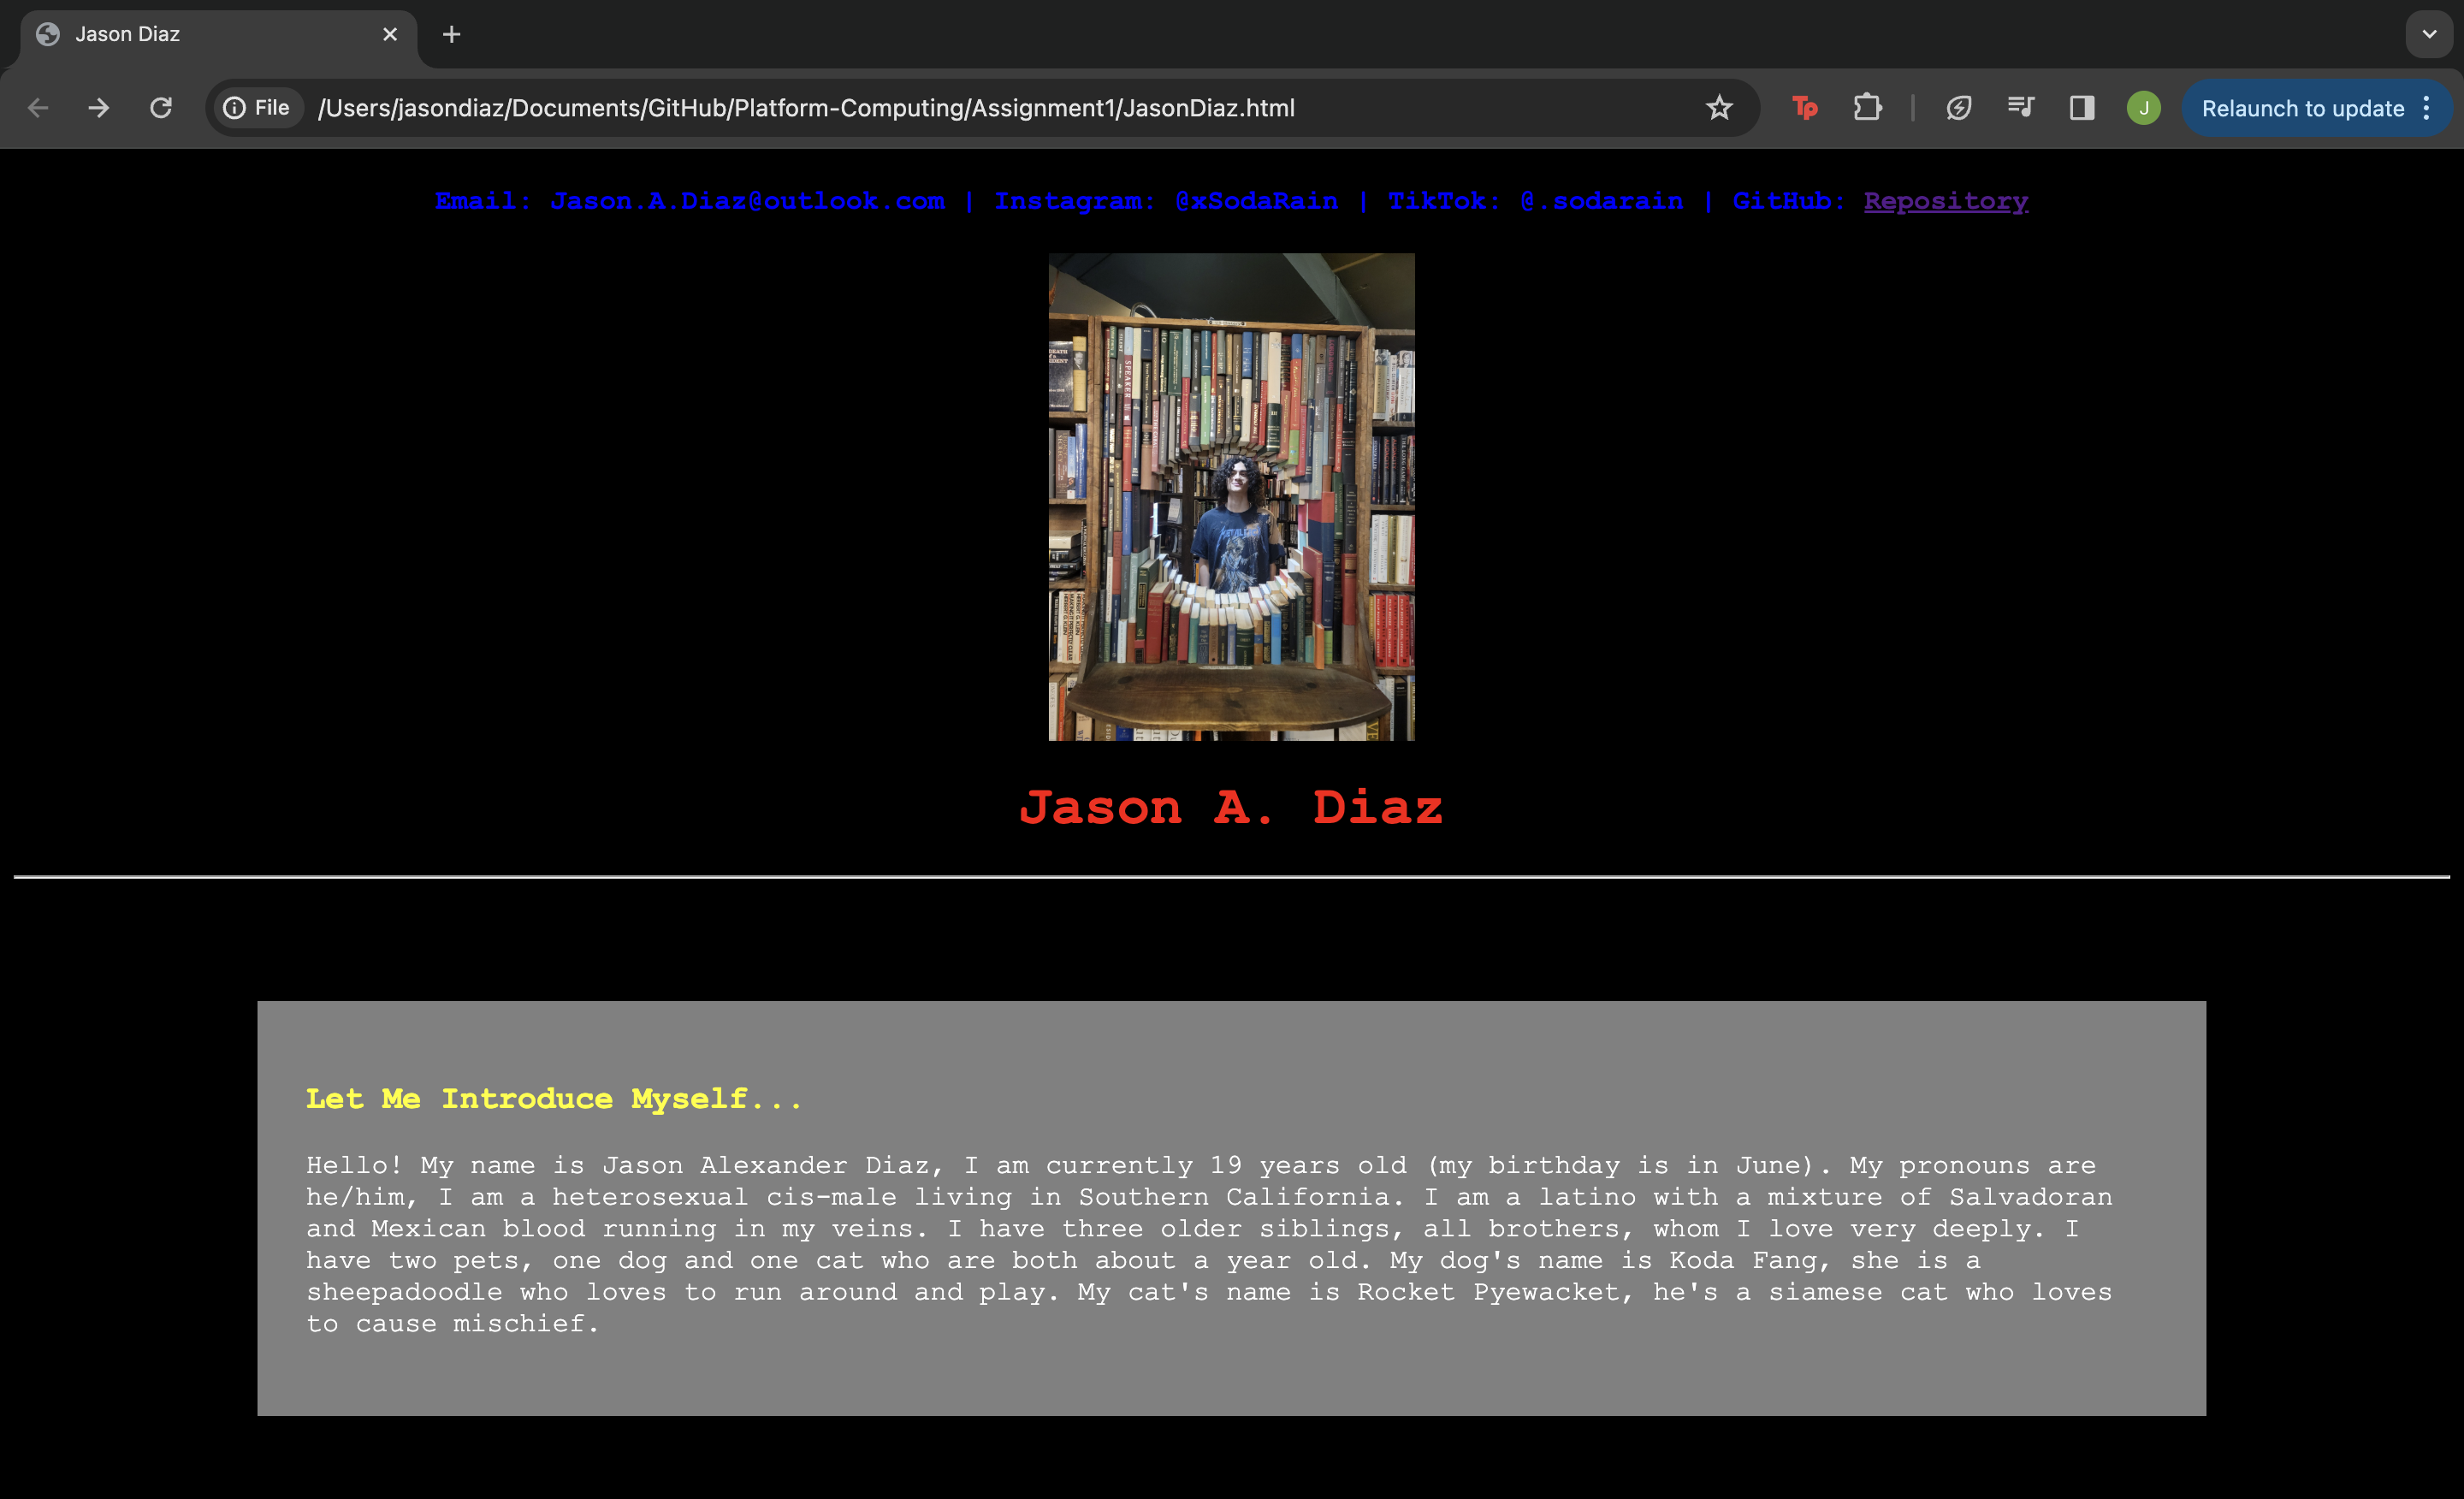 Jason Diaz
File /Users/jasondiaz/Documents/GitHub/Platform-Computing/Assignment1/JasonDiaz.html
Tp
J
Relaunch to update
Email: Jason.A.Diaz@outlook.com | Instagram: @xSodaRain | TikTok: @.sodarain | GitHub: Repository
SPEAKER
Jason A. Diaz
Let Me Introduce Myself...
Hello! My name is Jason Alexander Diaz, I am currently 19 years old (my birthday is in June). My pronouns are
he/him, I am a heterosexual cis-male living in Southern California. I am a latino with a mixture of Salvadoran
and Mexican blood running in my veins. I have three older siblings, all brothers, whom I love very deeply. I
have two pets, one dog and one cat who are both about a year old. My dog's name is Koda Fang, she is a
sheepadoodle who loves to run around and play. My cat's name is Rocket Pyewacket, he's a siamese cat who loves
to cause mischief.